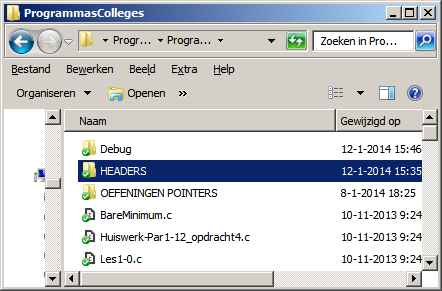 ProgrammasColleges
Progr... Progra... Zoeken in Pro...
Bestand Bewerken Beeld Extra Help
Organiseren Openen »
Naam Gewijzigd op
Debug 12-1-2014 15:46
HEADERS 12-1-2014 15:35
OEFENINGEN POINTERS 8-1-2014 18:25
BareMinimum.c 10-11-2013 9:24
Huiswerk-Par1-12_opdracht4.c 10-11-2013 9:24
Les1-0.c 10-11-2013 9:24